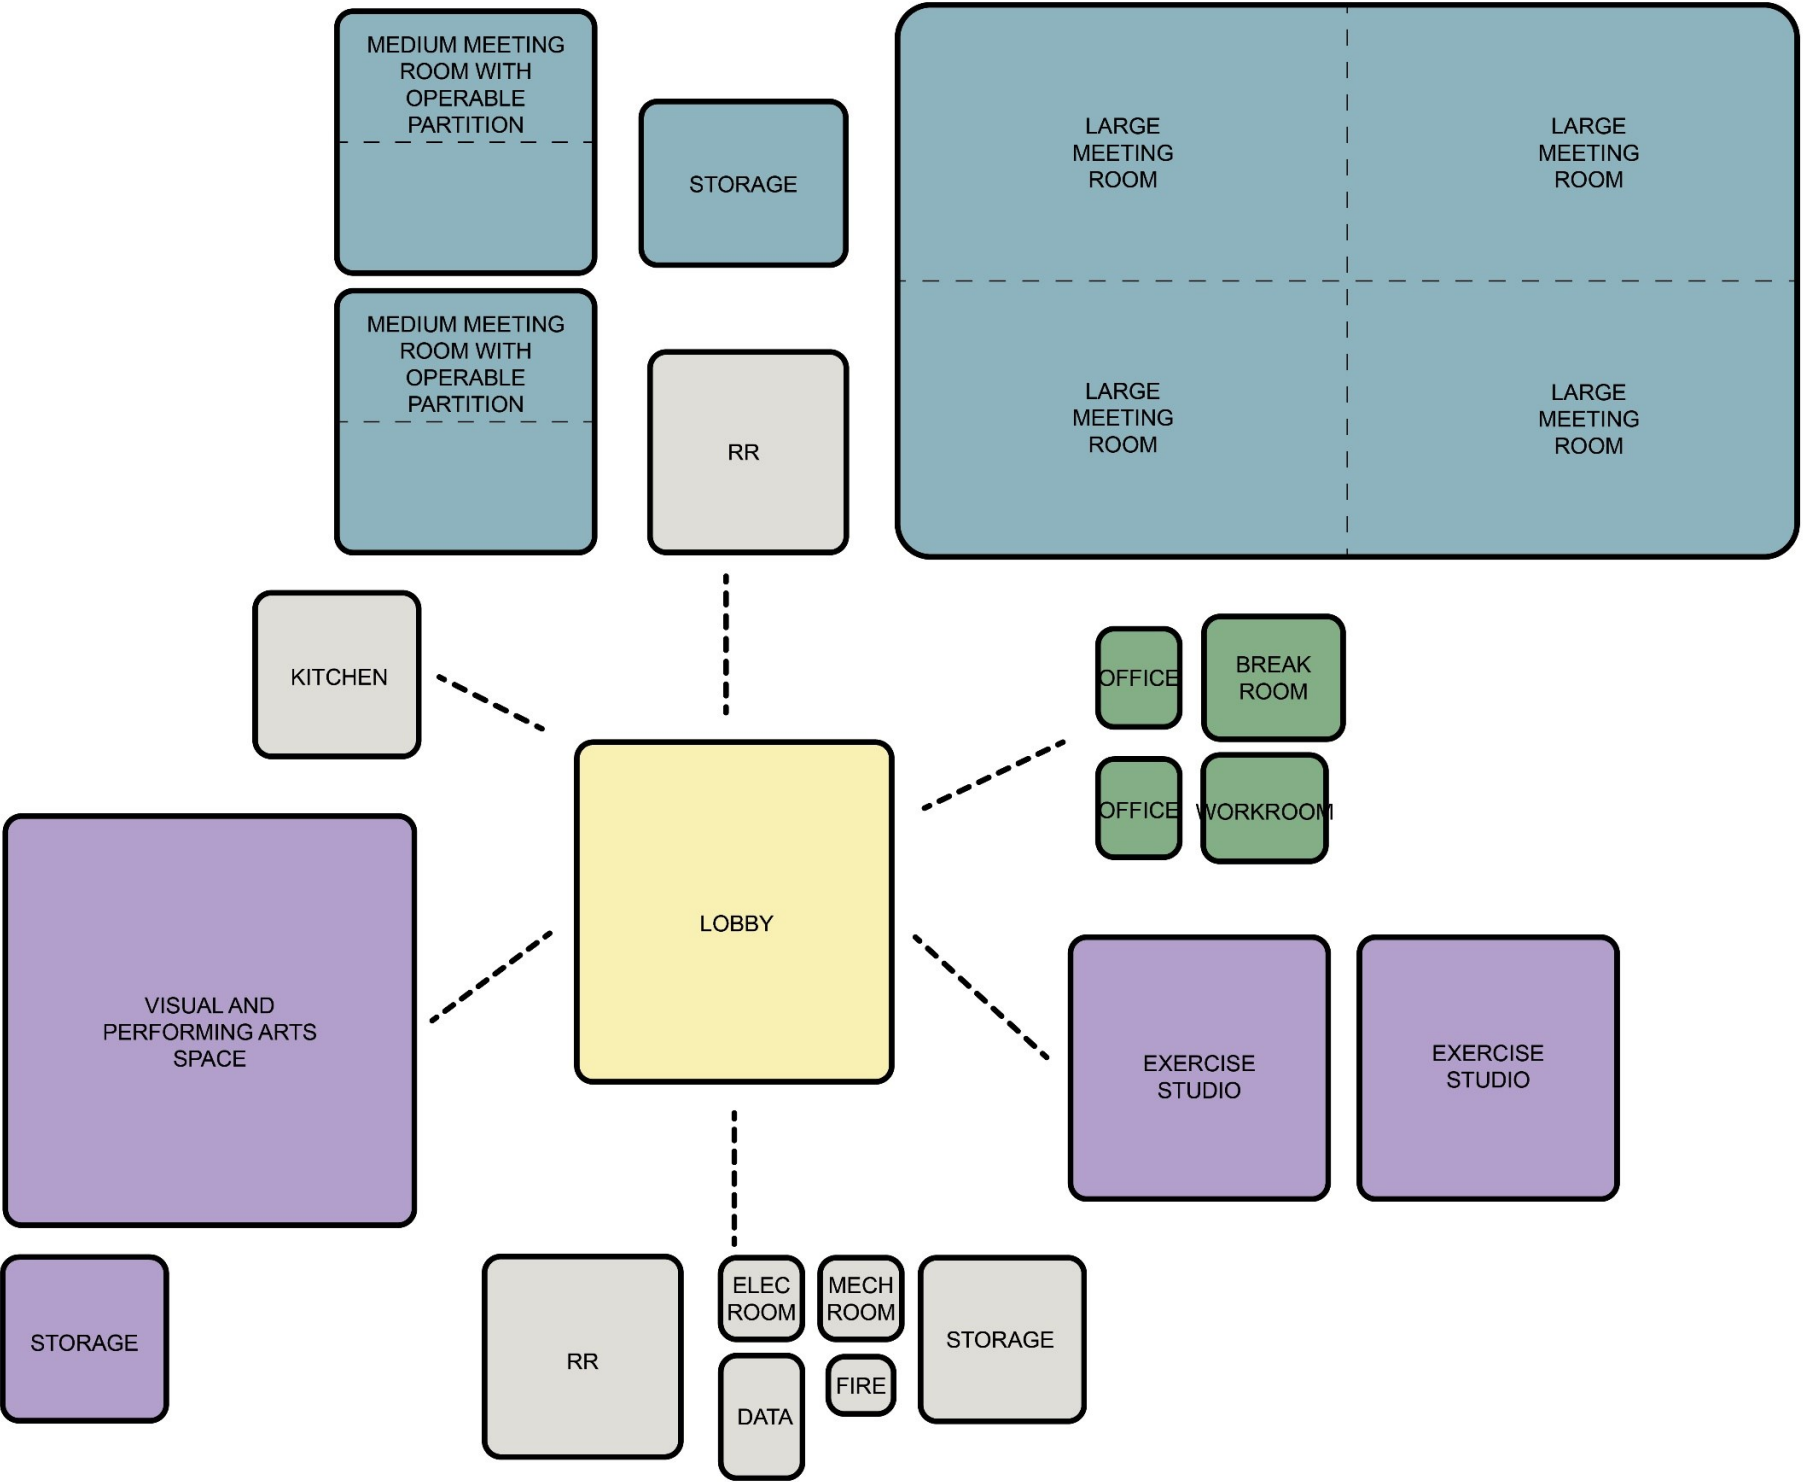 MEDIUM MEETING
ROOM WITH
OPERABLE
PARTITION
STORAGE
LARGE
MEETING
ROOM
LARGE
MEETING
ROOM
MEDIUM MEETING
ROOM WITH
OPERABLE
PARTITION
RR
LARGE
MEETING
ROOM
LARGE
MEETING
ROOM
KITCHEN
OFFICE
BREAK
ROOM
OFFICE
WORKROOM
LOBBY
VISUAL AND
PERFORMING ARTS
SPACE
EXERCISE
STUDIO
EXERCISE
STUDIO
STORAGE
RR
ELEC
ROOM
MECH
ROOM
STORAGE
DATA
FIRE